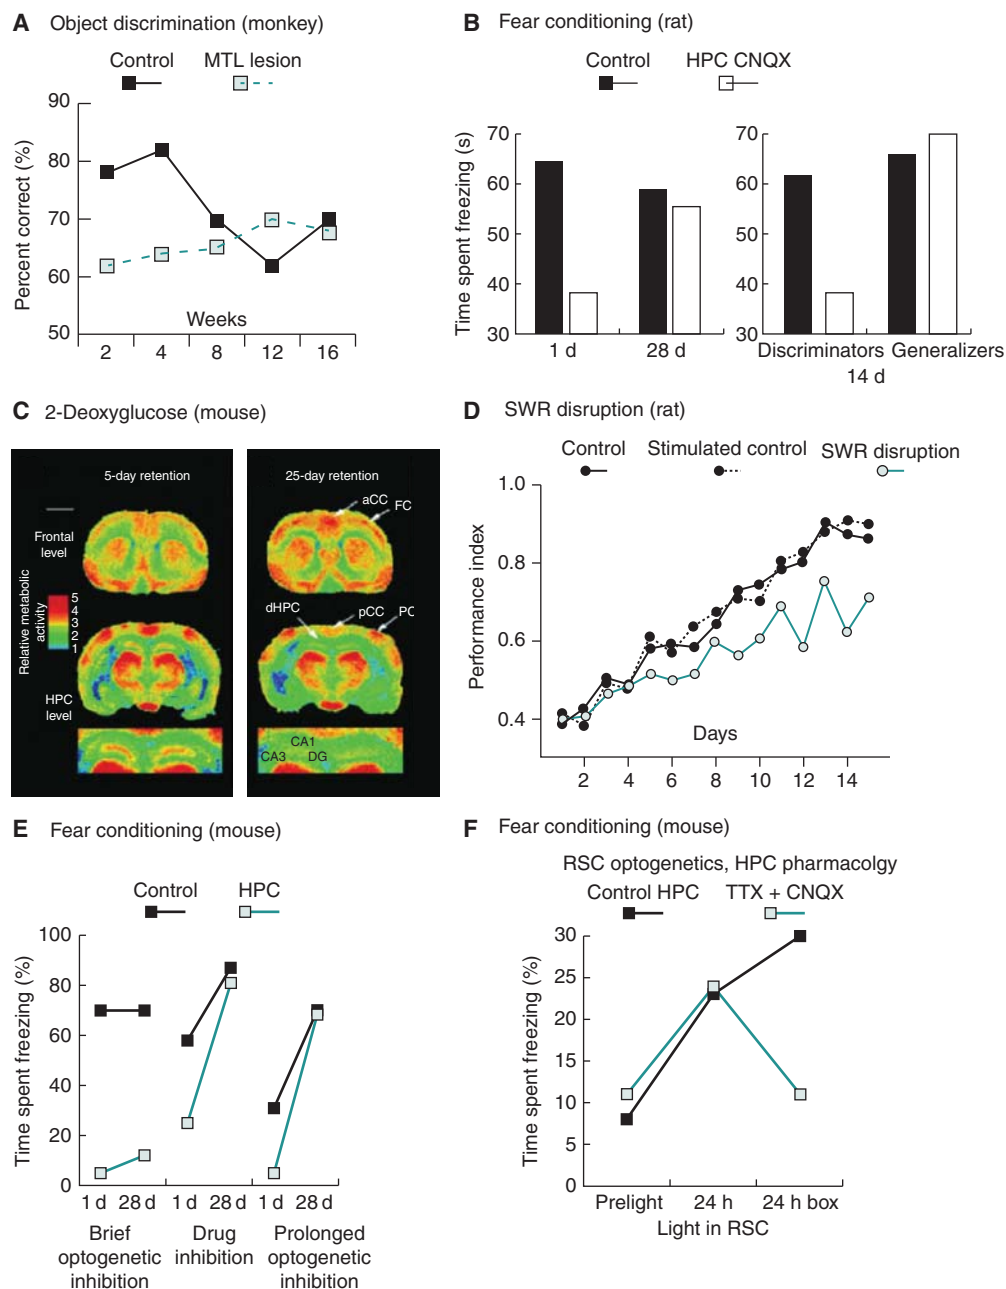 A Object discrimination (monkey)
Control MTL lesion
Percent correct (%)
90
80
70
60
50
Weeks
2 4 8 12 16
B Fear conditioning (rat)
Control HPC CNQX
Time spent freezing (s)
70
60
50
40
30
1 d 28 d
70
60
50
40
30
Discriminators Generalizers
14 d
C 2-Deoxyglucose (mouse)
5-day retention
25-day retention
aCC
FC
Frontal
level
Relative metabolic
activity
5
4
3
2
1
dHPC
pCC
PC
HPC
level
CA1
CA3 DG
D SWR disruption (rat)
Control Stimulated control SWR disruption
Performance index
1.0
0.8
0.6
0.4
Days
2 4 6 8 10 12 14
E Fear conditioning (mouse)
Control HPC
Time spent freezing (%)
100
80
60
40
20
0
1 d 28 d 1 d 28 d 1 d 28 d
Brief
optogenetic
inhibition
Drug
inhibition
Prolonged
optogenetic
inhibition
F Fear conditioning (mouse)
RSC optogenetics, HPC pharmacolgy
Control HPC TTX + CNQX
Time spent freezing (%)
30
25
20
15
10
5
0
Prelight 24 h 24 h box
Light in RSC